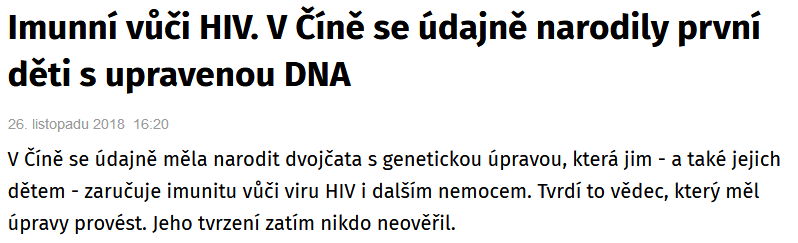 Imunní vůči HIV. V Číně se údajně narodily první
děti s upravenou DNA
26. listopadu 2018 16:20
V Číně se údajně měla narodit dvojčata s genetickou úpravou, která jim - a také jejich
dětem - zaručuje imunitu vůči viru HIV i dalším nemocem. Tvrdí to vědec, který měl
úpravy provést. Jeho tvrzení zatím nikdo neověřil.